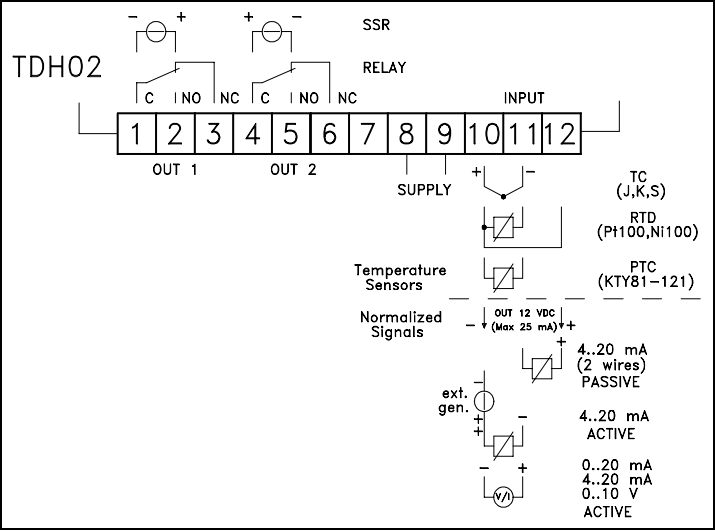 - + + - SSR
TDH02
RELAY
C NO NC C NO NC INPUT
1 2 3 4 5 6 7 8 9 10 11 12
OUT 1 OUT 2
SUPPLY
+ -
TC
(J,K,S)
RTD
(Pt100,Ni100)
Temperature
Sensors
PTC
(KTY81-121)
Normalized
Signals
- OUT 12 VDC +
(Max 25 mA)
+
4..20 mA
(2 wires)
PASSIVE
-
ext.
gen.
+
+ -
4..20 mA
ACTIVE
- +
V/I
0..20 mA
4..20 mA
0..10 V
ACTIVE